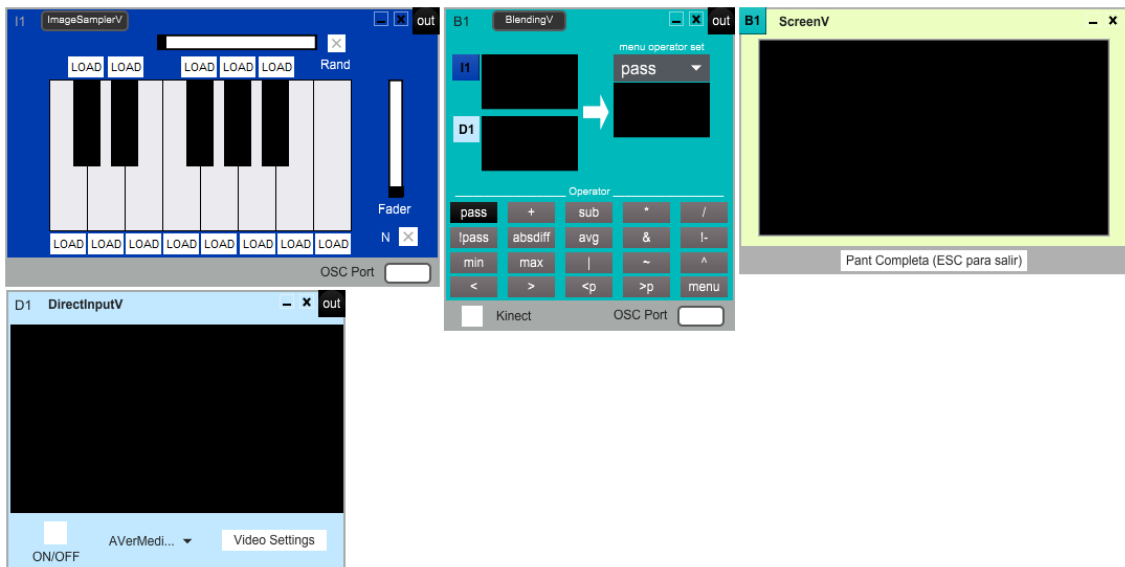 I1 ImageSamplerV out
Rand
LOAD LOAD LOAD LOAD LOAD
Fader
N
LOAD LOAD LOAD LOAD LOAD LOAD LOAD LOAD
OSC Port
B1 BlendingV out
menu operator set
I1 pass
D1
Operator
pass + sub * /
!pass absdiff avg & !-
min max | ~ ^
< > <p >p menu
Kinect OSC Port
B1 ScreenV
Pant Completa (ESC para salir)
D1 DirectInputV out
AVerMedi... Video Settings
ON/OFF